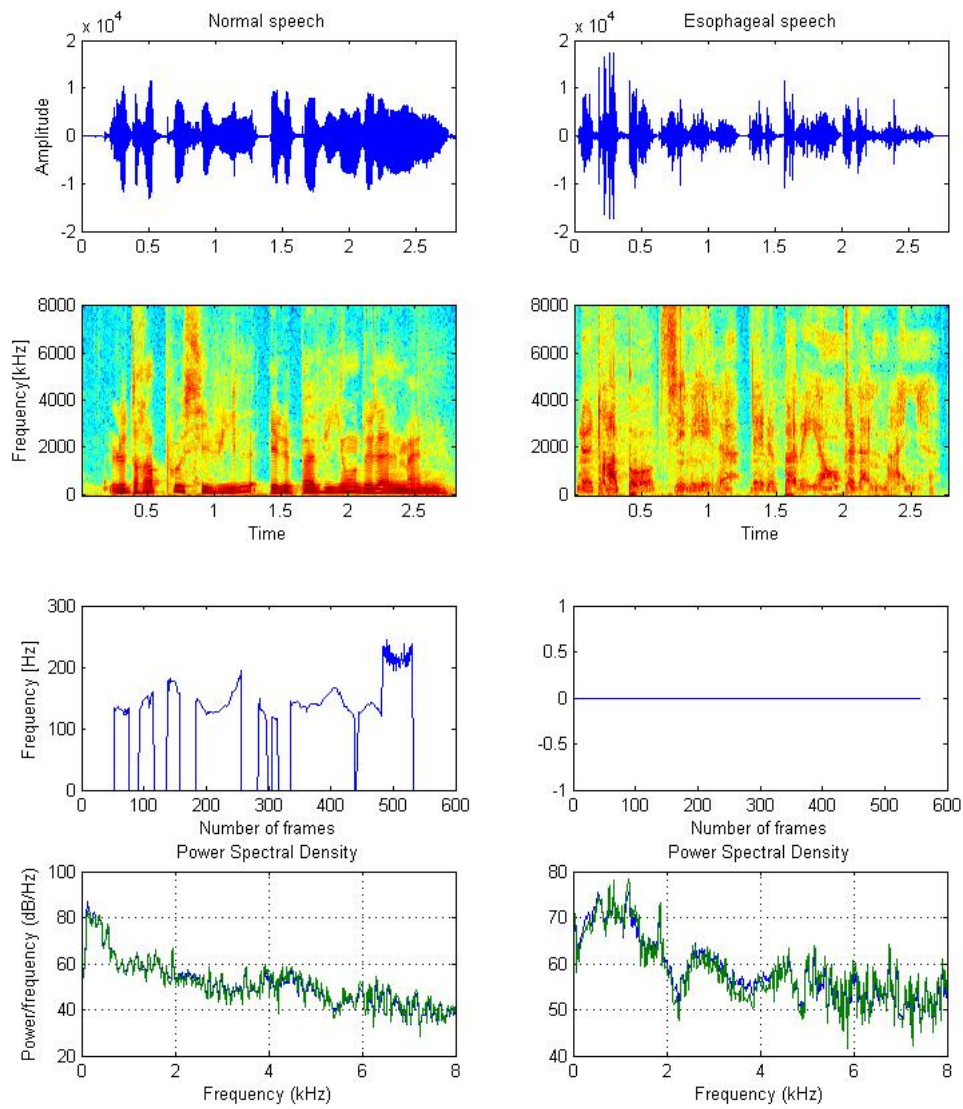 Normal speech
x 10^4
2
1
0
-1
-2
Amplitude
0 0.5 1 1.5 2 2.5
Esophageal speech
x 10^4
2
1
0
-1
-2
0 0.5 1 1.5 2 2.5
8000
6000
4000
2000
0
Frequency[kHz]
0.5 1 1.5 2 2.5
Time
8000
6000
4000
2000
0
0.5 1 1.5 2 2.5
Time
300
200
100
0
Frequency [Hz]
0 100 200 300 400 500 600
Number of frames
1
0.5
0
-0.5
-1
0 100 200 300 400 500 600
Number of frames
Power Spectral Density
100
80
60
40
20
Power/frequency (dB/Hz)
0 2 4 6 8
Frequency (kHz)
Power Spectral Density
80
70
60
50
40
0 2 4 6 8
Frequency (kHz)